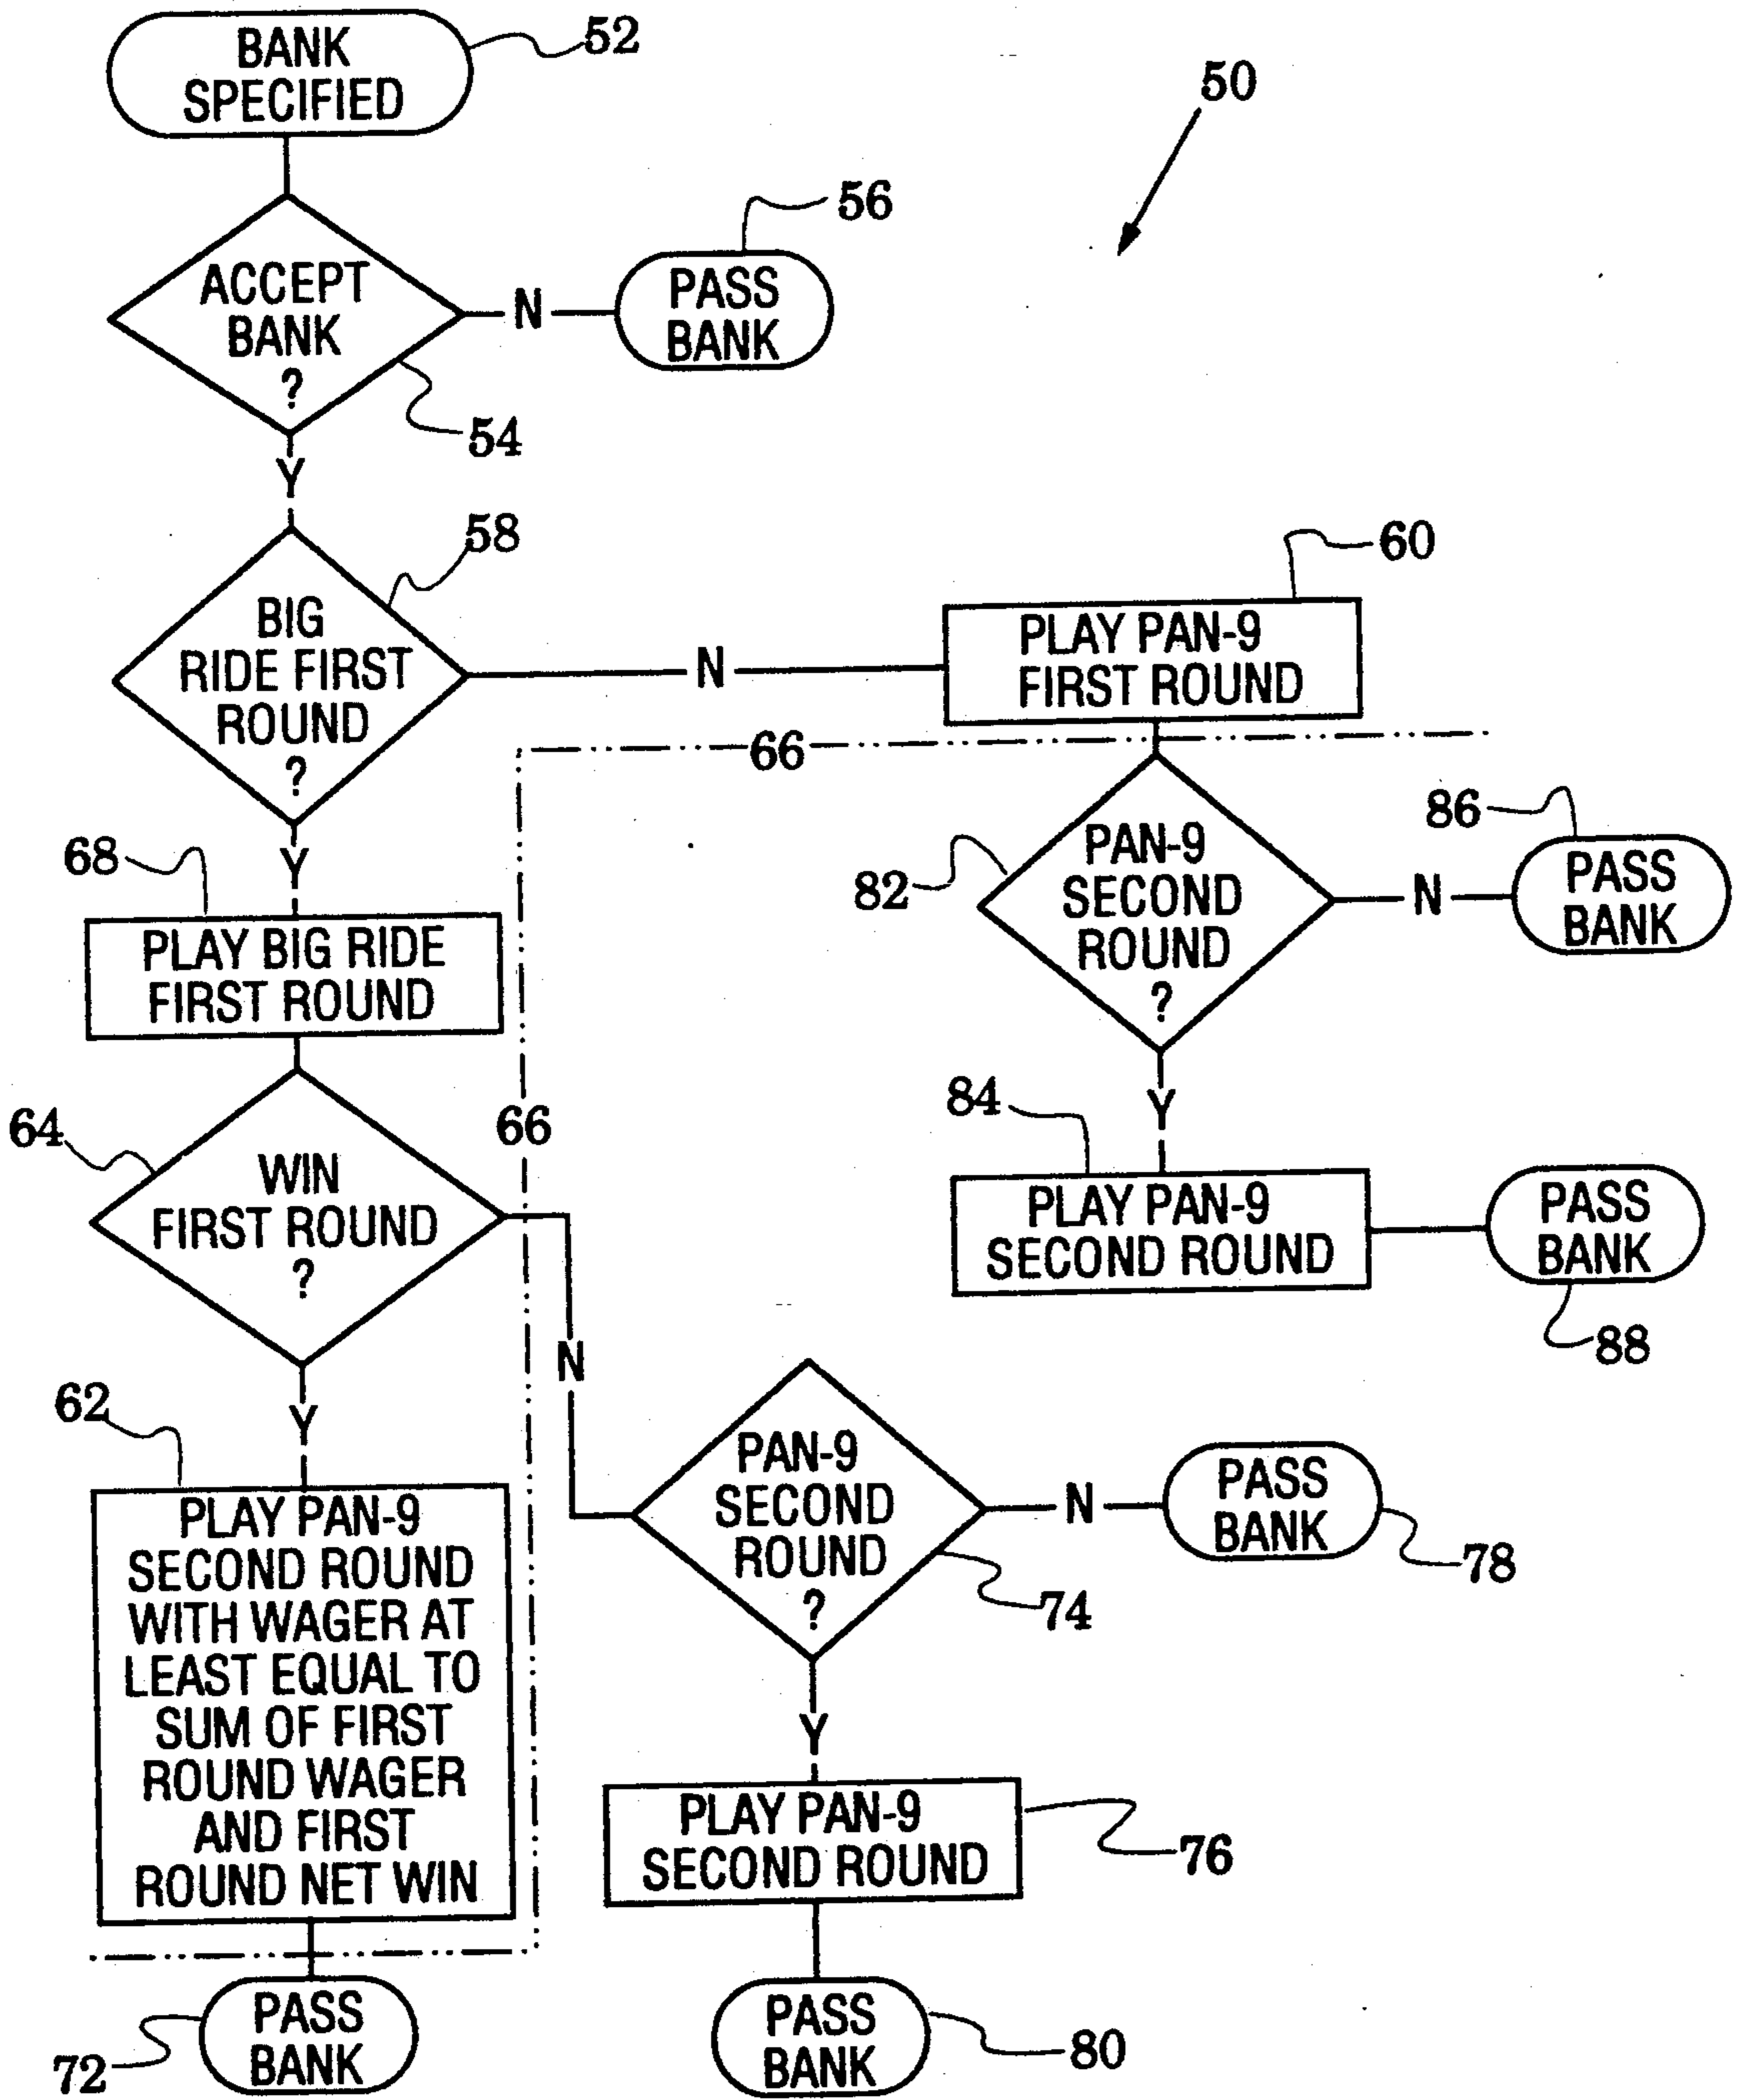 BANK
SPECIFIED
52
50
ACCEPT
BANK
?
N
PASS
BANK
56
54
Y
58
BIG
RIDE FIRST
ROUND
?
N
PLAY PAN-9
FIRST ROUND
60
66
Y
68
PLAY BIG RIDE
FIRST ROUND
82
PAN-9
SECOND
ROUND
?
N
86
PASS
BANK
Y
84
PLAY PAN-9
SECOND ROUND
PASS
BANK
88
64
WIN
FIRST ROUND
?
66
N
Y
62
PLAY PAN-9
SECOND ROUND
WITH WAGER AT
LEAST EQUAL TO
SUM OF FIRST
ROUND WAGER
AND FIRST
ROUND NET WIN
PAN-9
SECOND
ROUND
?
N
PASS
BANK
78
74
Y
PLAY PAN-9
SECOND ROUND
76
72
PASS
BANK
PASS
BANK
80